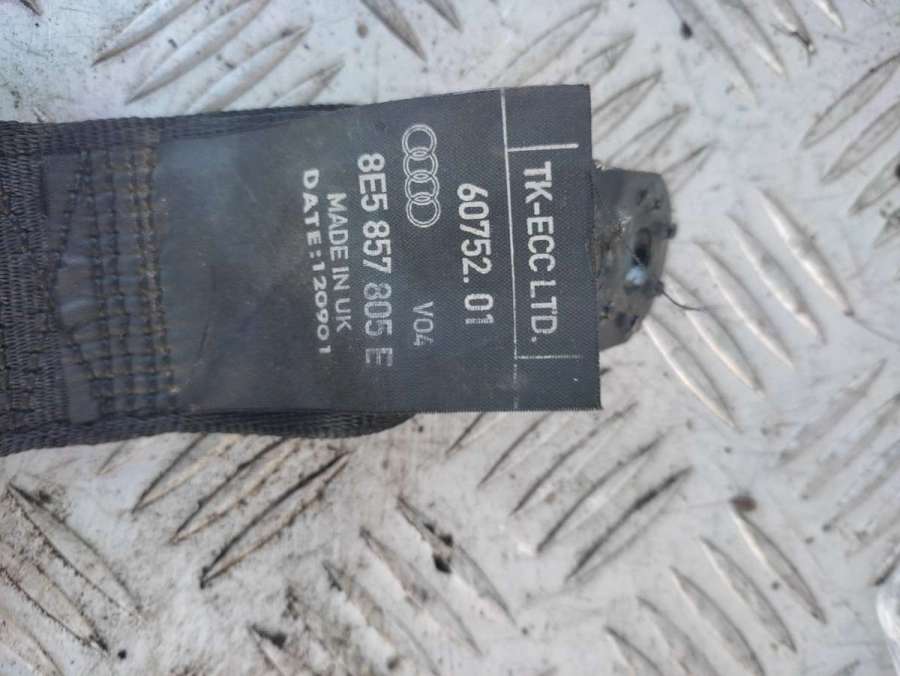 TK-ECC LTD.
60752.01
V04
8E5 857 805 E
MADE IN UK
DATE:120901